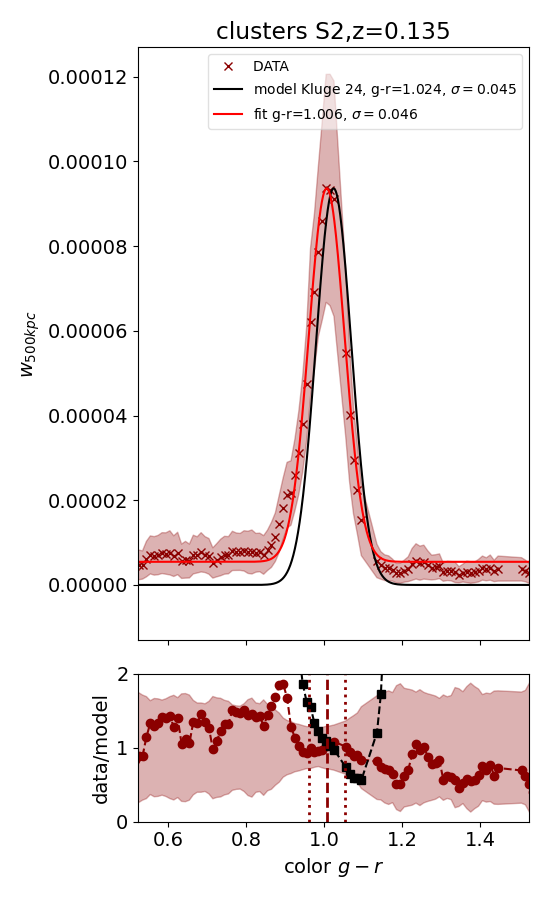 clusters S2,z=0.135
DATA
model Kluge 24, g-r=1.024, σ = 0.045
fit g-r=1.006, σ = 0.046
0.00012
0.00010
0.00008
0.00006
0.00004
0.00002
0.00000
w500kpc
2
1
0
data/model
0.6 0.8 1.0 1.2 1.4
color g − r